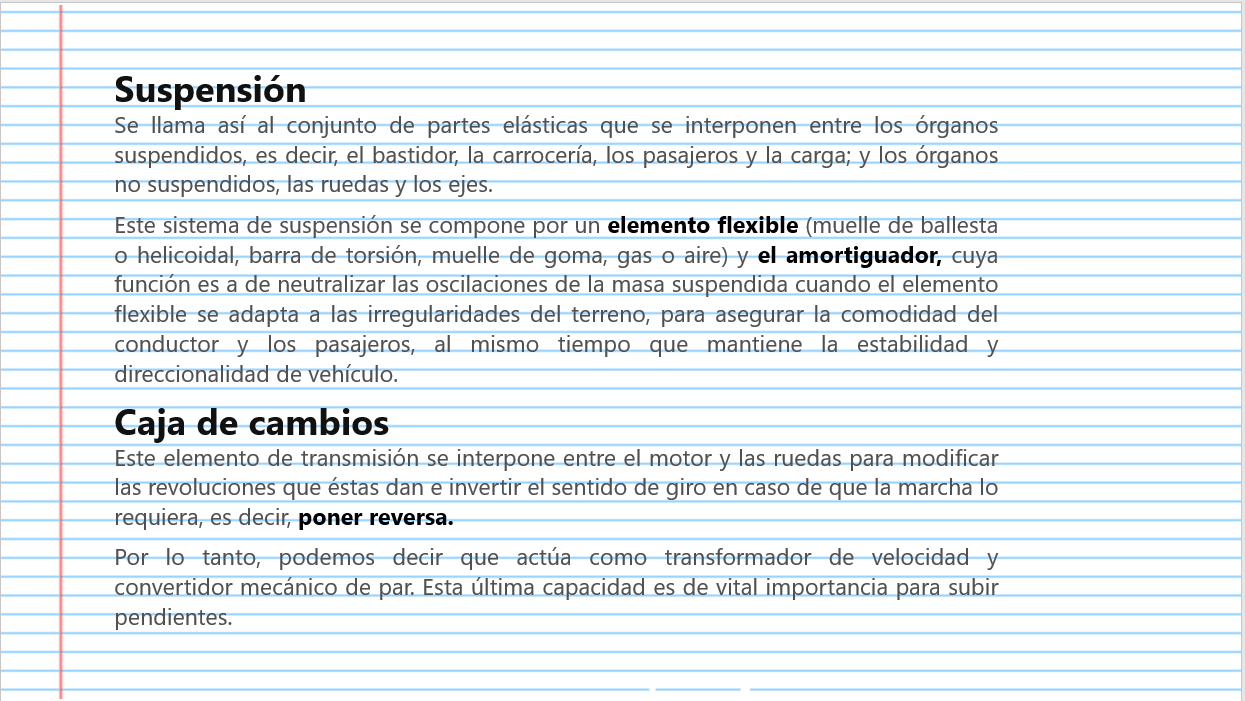 Suspensión
Se llama así al conjunto de partes elásticas que se interponen entre los órganos
suspendidos, es decir, el bastidor, la carrocería, los pasajeros y la carga; y los órganos
no suspendidos, las ruedas y los ejes.
Este sistema de suspensión se compone por un elemento flexible (muelle de ballesta
o helicoidal, barra de torsión, muelle de goma, gas o aire) y el amortiguador, cuya
función es a de neutralizar las oscilaciones de la masa suspendida cuando el elemento
flexible se adapta a las irregularidades del terreno, para asegurar la comodidad del
conductor y los pasajeros, al mismo tiempo que mantiene la estabilidad y
direccionalidad de vehículo.
Caja de cambios
Este elemento de transmisión se interpone entre el motor y las ruedas para modificar
las revoluciones que éstas dan e invertir el sentido de giro en caso de que la marcha lo
requiera, es decir, poner reversa.
Por lo tanto, podemos decir que actúa como transformador de velocidad y
convertidor mecánico de par. Esta última capacidad es de vital importancia para subir
pendientes.